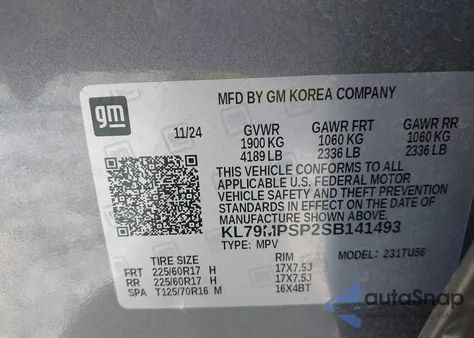 MFD BY GM KOREA COMPANY
gm
11/24 GVWR GAWR FRT GAWR RR
1900 KG 1060 KG 1060 KG
4189 LB 2336 LB 2336 LB
THIS VEHICLE CONFORMS TO ALL
APPLICABLE U.S. FEDERAL MOTOR
VEHICLE SAFETY AND THEFT PREVENTION
STANDARDS IN EFFECT ON THE DATE
OF MANUFACTURE SHOWN ABOVE.
KL79MPSP2SB141493
TYPE: MPV MODEL: 231TU56
TIRE SIZE RIM
FRT 225/60R17 H 17X7.5J
RR 225/60R17 H 17X7.5J
SPA T125/70R16 M 16X4BT
autoSnap